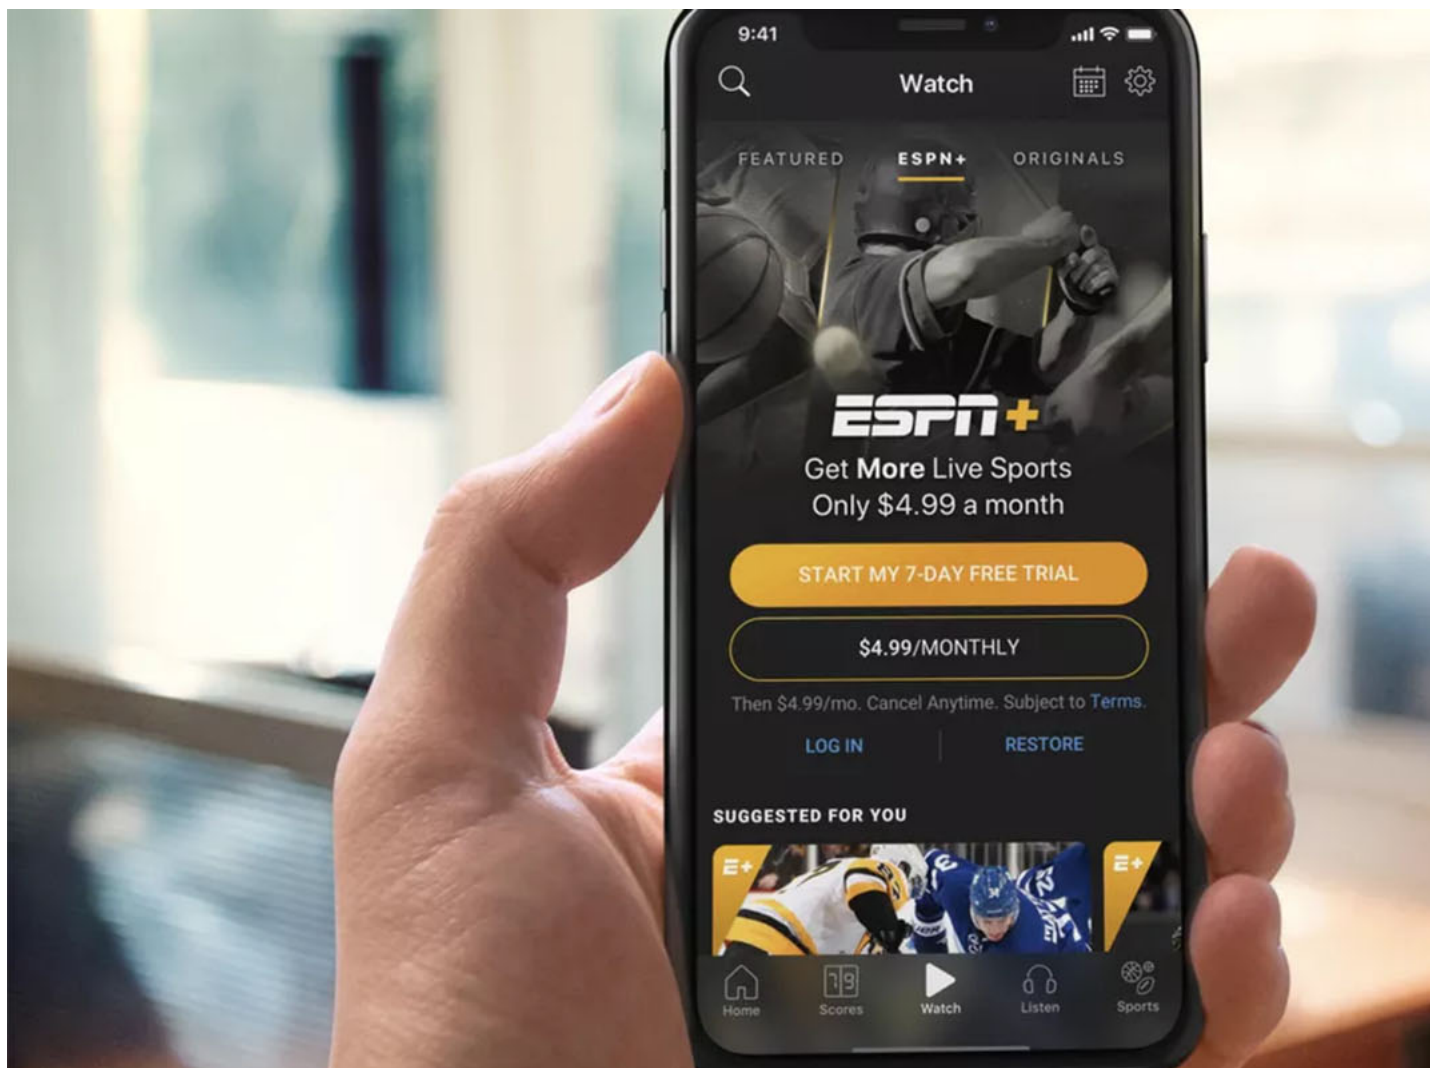 9:41
Watch
FEATURED ESPN+ ORIGINALS
ESPN+
Get More Live Sports
Only $4.99 a month
START MY 7-DAY FREE TRIAL
$4.99/MONTHLY
Then $4.99/mo. Cancel Anytime. Subject to Terms.
LOG IN RESTORE
SUGGESTED FOR YOU
E+ E+
34
Home Scores Watch Listen Sports